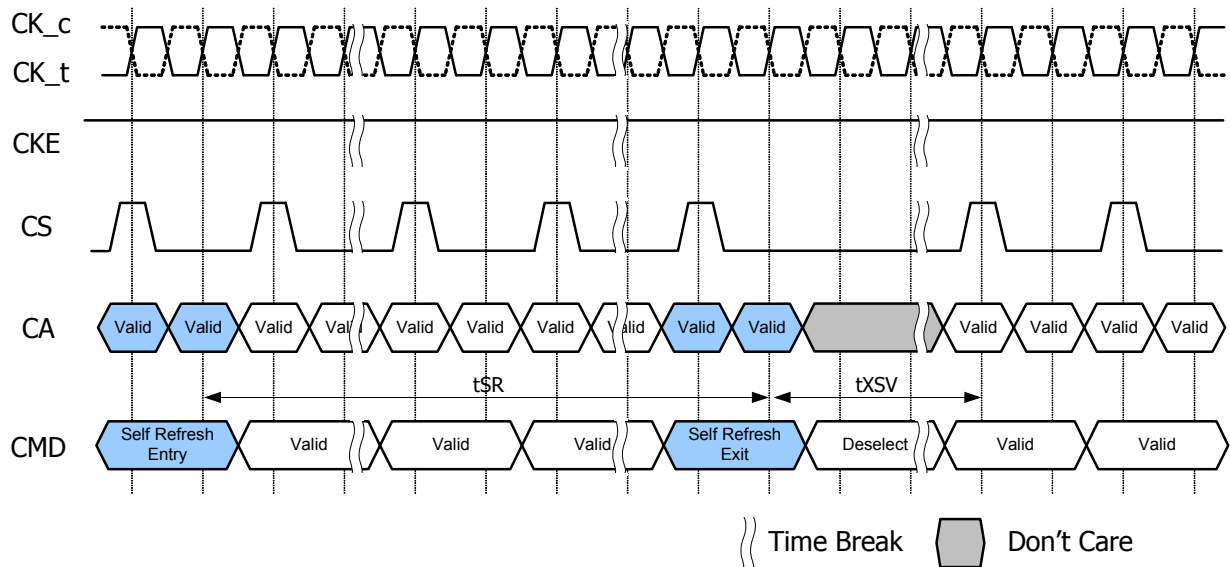 CK_c
CK_t
CKE
CS
CA
Valid Valid Valid Valid Valid Valid Valid Valid Valid Valid Valid Valid Valid Valid
tSR tXSV
CMD
Self Refresh Entry Valid Valid Valid Self Refresh Exit Deselect Valid Valid
Time Break Don't Care